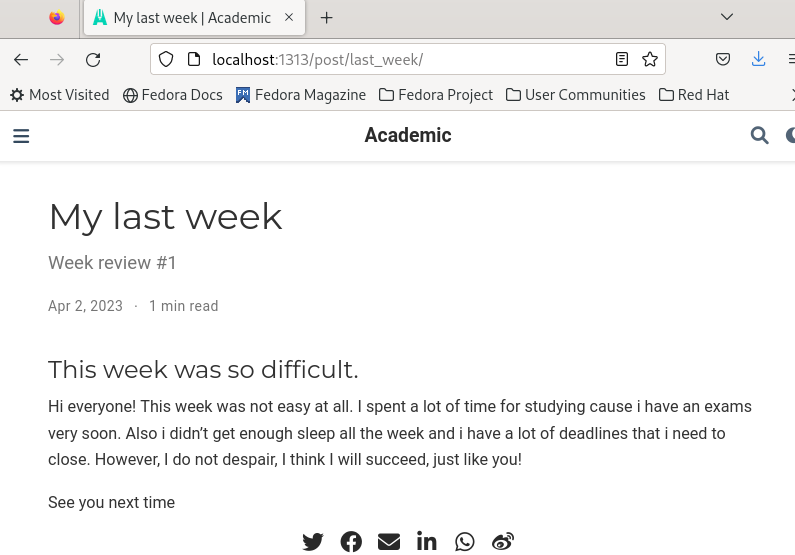 My last week | Academic
localhost:1313/post/last_week/
Most Visited Fedora Docs FM Fedora Magazine Fedora Project User Communities Red Hat
Academic
My last week
Week review #1
Apr 2, 2023 · 1 min read
This week was so difficult.
Hi everyone! This week was not easy at all. I spent a lot of time for studying cause i have an exams
very soon. Also i didn’t get enough sleep all the week and i have a lot of deadlines that i need to
close. However, I do not despair, I think I will succeed, just like you!
See you next time